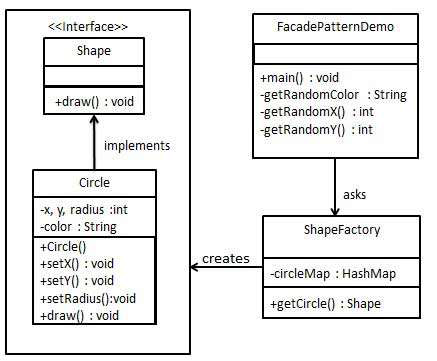 <<Interface>>
Shape
+draw() : void
implements
Circle
-x, y, radius :int
-color : String
+Circle()
+setX() : void
+setY() : void
+setRadius():void
+draw() : void
FacadePatternDemo
+main() : void
-getRandomColor : String
-getRandomX() : int
-getRandomY() : int
asks
ShapeFactory
-circleMap : HashMap
+getCircle() : Shape
creates